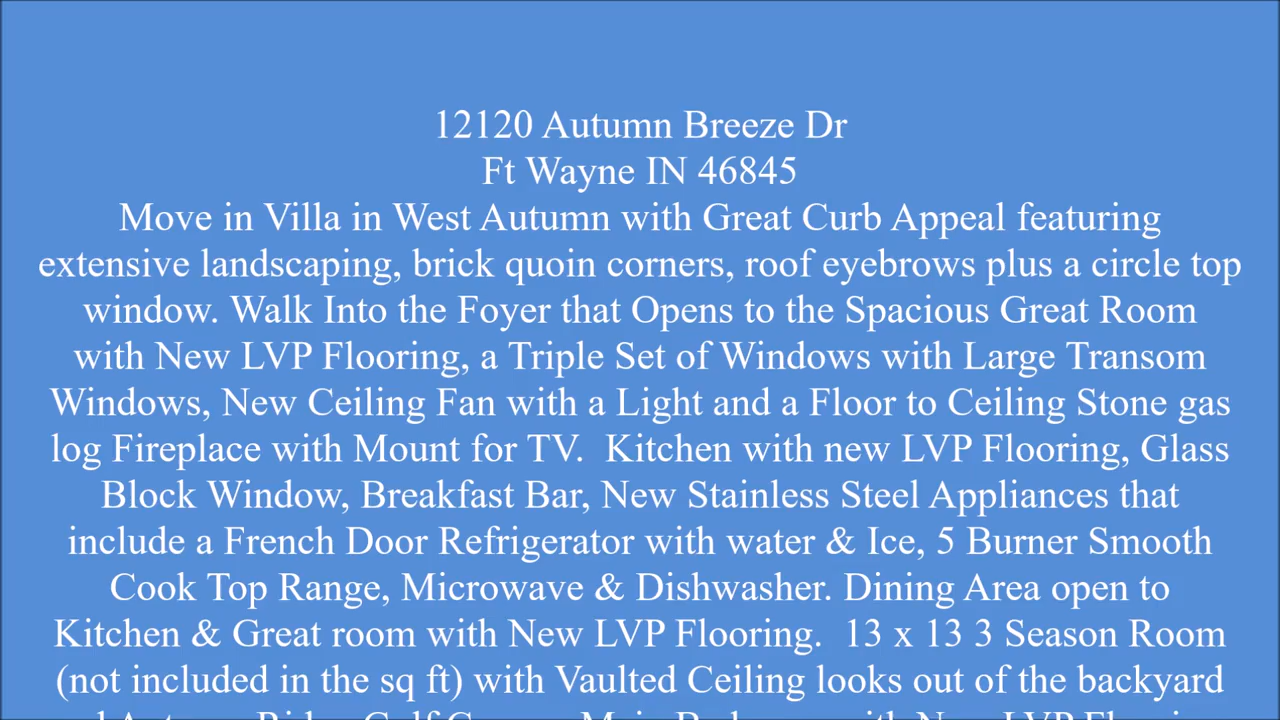 12120 Autumn Breeze Dr
Ft Wayne IN 46845
Move in Villa in West Autumn with Great Curb Appeal featuring
extensive landscaping, brick quoin corners, roof eyebrows plus a circle top
window. Walk Into the Foyer that Opens to the Spacious Great Room
with New LVP Flooring, a Triple Set of Windows with Large Transom
Windows, New Ceiling Fan with a Light and a Floor to Ceiling Stone gas
log Fireplace with Mount for TV.  Kitchen with new LVP Flooring, Glass
Block Window, Breakfast Bar, New Stainless Steel Appliances that
include a French Door Refrigerator with water & Ice, 5 Burner Smooth
Cook Top Range, Microwave & Dishwasher. Dining Area open to
Kitchen & Great room with New LVP Flooring.  13 x 13 3 Season Room
(not included in the sq ft) with Vaulted Ceiling looks out of the backyard